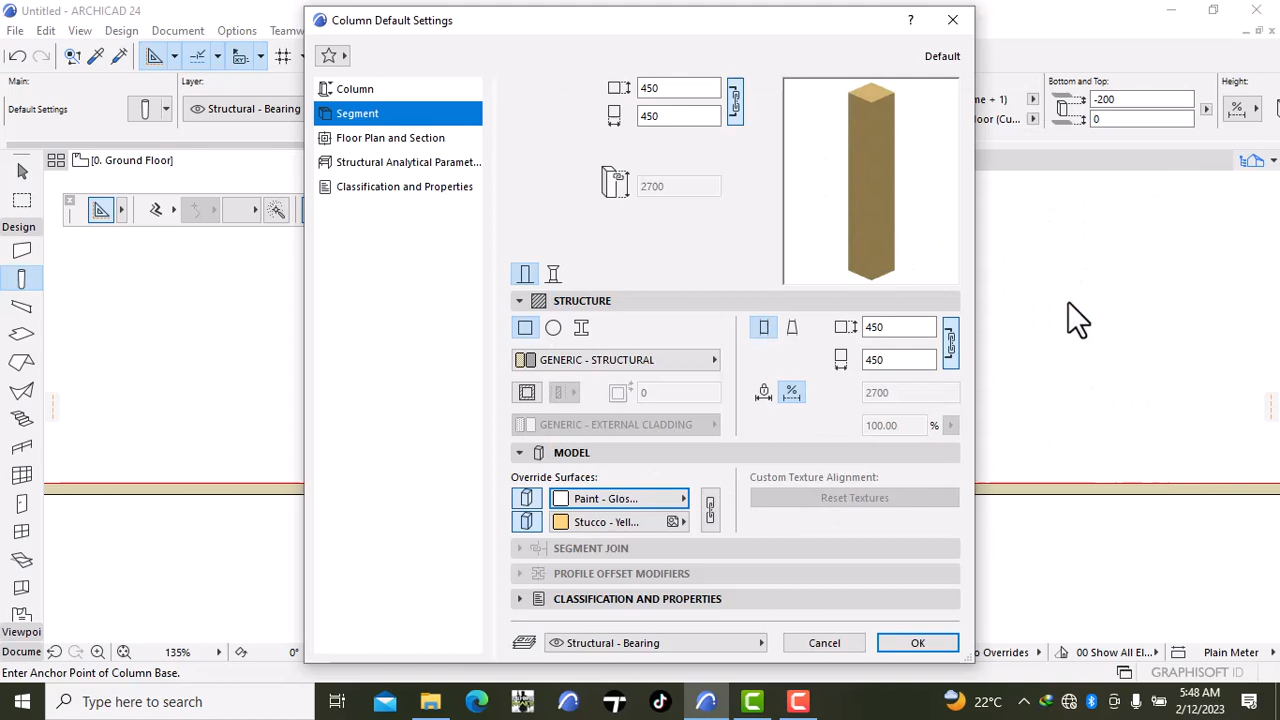 Untitled - ARCHICAD 24
File Edit View Design Document Options Teamw
Main:
Layer:
Default Settings
Structural - Bearing
[0. Ground Floor]
Design
Viewpoi
Docume
135%
0°
Enter Anchor Point of Column Base.
Column Default Settings
?
Default
Column
Segment
Floor Plan and Section
Structural Analytical Paramet...
Classification and Properties
450
450
2700
STRUCTURE
GENERIC - STRUCTURAL
0
GENERIC - EXTERNAL CLADDING
450
450
%
2700
100.00 %
MODEL
Override Surfaces:
Paint - Glos...
Stucco - Yell...
Custom Texture Alignment:
Reset Textures
SEGMENT JOIN
PROFILE OFFSET MODIFIERS
CLASSIFICATION AND PROPERTIES
Structural - Bearing
Cancel
OK
Bottom and Top:
Height:
me + 1)
-200
%
oor (Cu...
0
o Overrides
00 Show All El...
Plain Meter
GRAPHISOFT ID
Type here to search
22°C
5:48 AM
2/12/2023